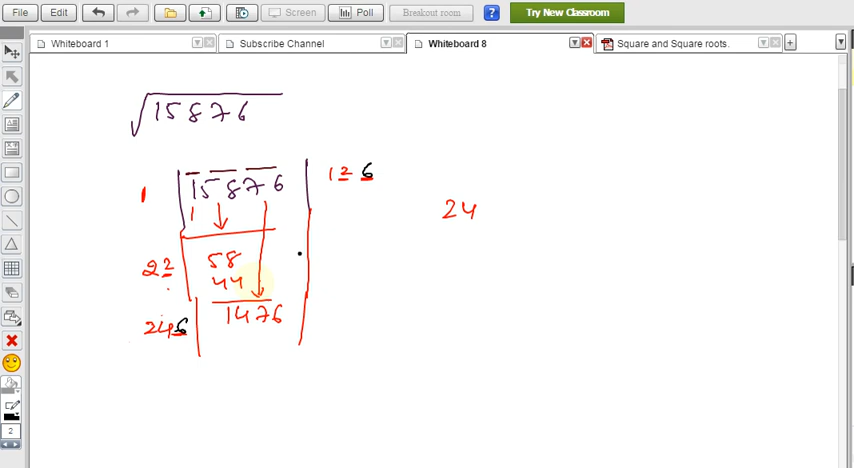 File Edit Screen Poll Breakout room ? Try New Classroom
Whiteboard 1 Subscribe Channel Whiteboard 8 Square and Square roots.
√15876
1 15876 126
1
24
22 58
44
246 1476
2